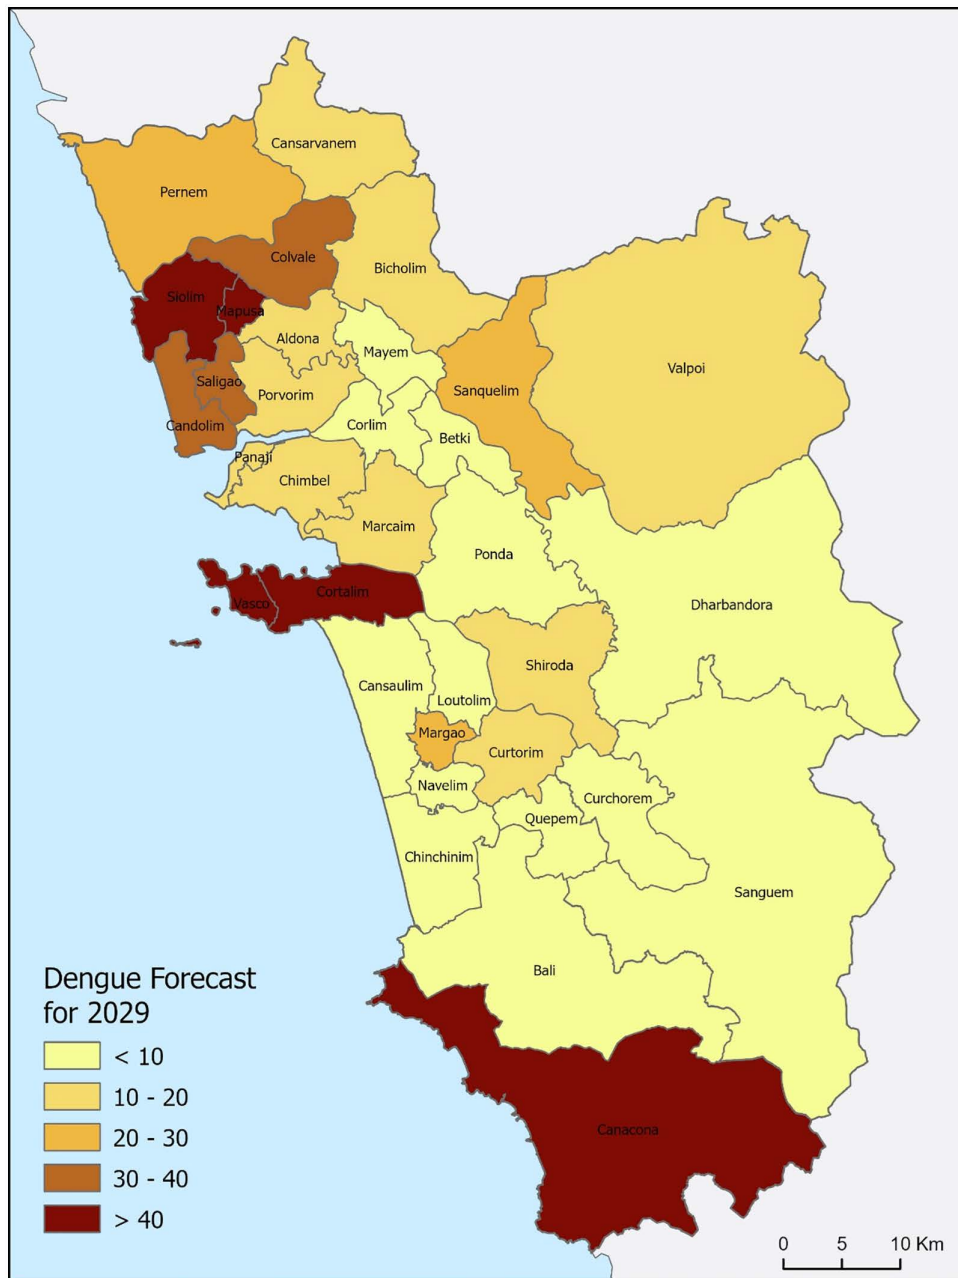 Cansarvanem
Pernem
Colvale
Bicholim
Siolim
Mapusa
Aldona
Mayem
Valpoi
Saligao
Sanquelim
Porvorim
Candolim
Corlim
Betki
Panaji
Chimbel
Marcaim
Ponda
Vasco
Cortalim
Dharbandora
Shiroda
Cansaulim
Loutolim
Margao
Curtorim
Navelim
Curchorem
Quepem
Chinchinim
Sanguem
Bali
Canacona
Dengue Forecast
for 2029
< 10
10 - 20
20 - 30
30 - 40
> 40
0 5 10 Km